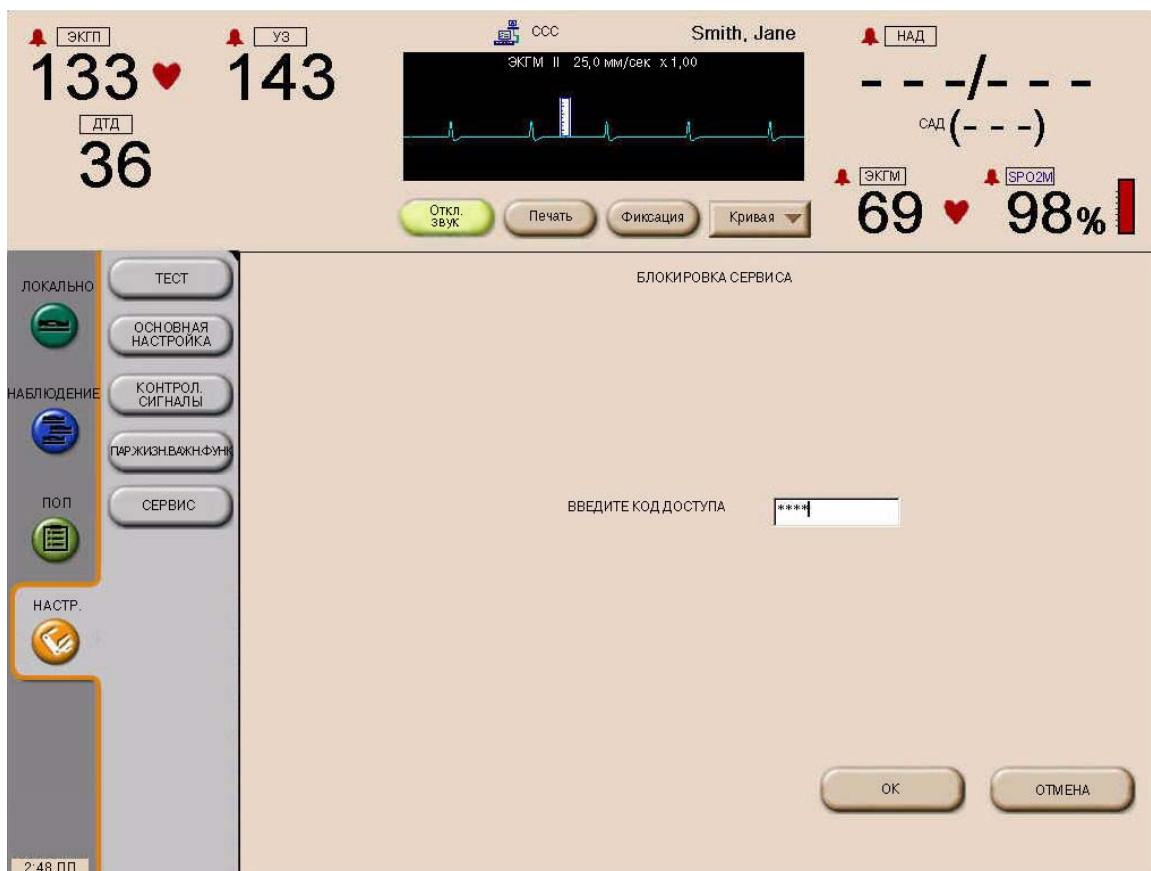 ЭКГП
133
УЗ
143
ДТД
36
ССС
Smith, Jane
ЭКГМ II 25,0 мм/сек x 1,00
Откл. звук
Печать
Фиксация
Кривая
НАД
- - -/- - -
САД (- - -)
ЭКГМ
69
SPO2M
98%
ЛОКАЛЬНО
НАБЛЮДЕНИЕ
ПОП
НАСТР.
2:48 ПП
ТЕСТ
ОСНОВНАЯ
НАСТРОЙКА
КОНТРОЛ.
СИГНАЛЫ
ПАР.ЖИЗН.ВАЖН.ФУНК
СЕРВИС
БЛОКИРОВКА СЕРВИСА
ВВЕДИТЕ КОД ДОСТУПА ****
ОК
ОТМЕНА